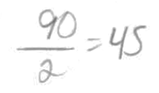 90/2 = 45